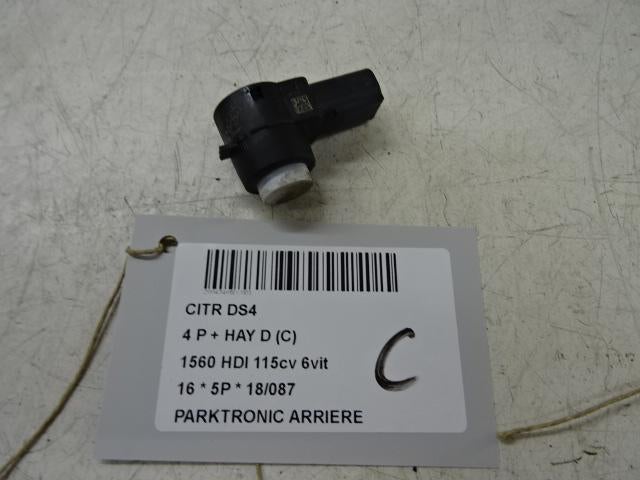 CITR DS4
4 P + HAY D (C)
1560 HDI 115cv 6vit
16 * 5P * 18/087
PARKTRONIC ARRIERE
C